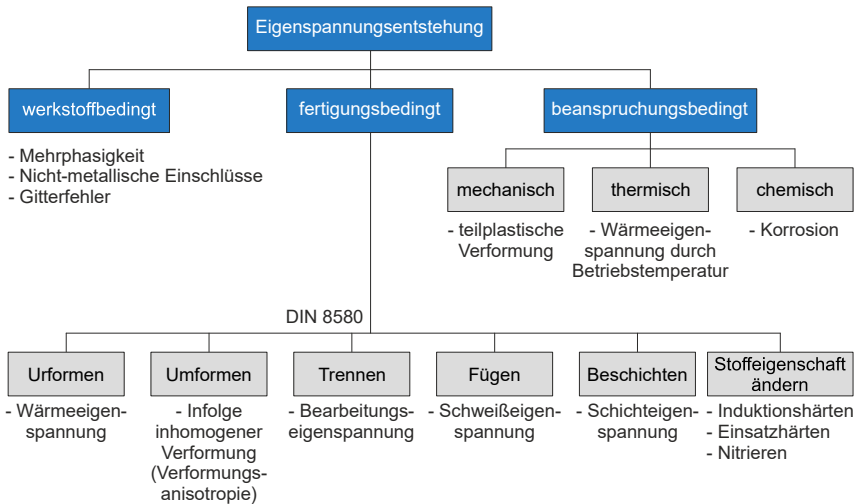 Eigenspannungsentstehung
werkstoffbedingt
fertigungsbedingt
beanspruchungsbedingt
- Mehrphasigkeit
- Nicht-metallische Einschlüsse
- Gitterfehler
mechanisch
thermisch
chemisch
- teilplastische
Verformung
- Wärmeeigen-
spannung durch
Betriebstemperatur
- Korrosion
DIN 8580
Urformen
Umformen
Trennen
Fügen
Beschichten
Stoffeigenschaft
ändern
- Wärmeeigen-
spannung
- Infolge
inhomogener
Verformung
(Verformungs-
anisotropie)
- Bearbeitungs-
eigenspannung
- Schweißeigen-
spannung
- Schichteigen-
spannung
- Induktionshärten
- Einsatzhärten
- Nitrieren